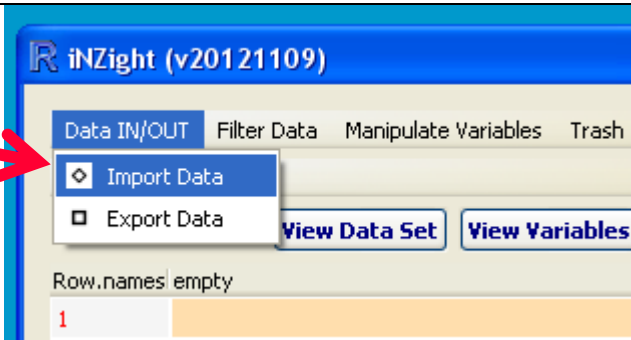 iNZight (v20121109)
Data IN/OUT Filter Data Manipulate Variables Trash
Import Data
Export Data
View Data Set View Variables
Row.names empty
1